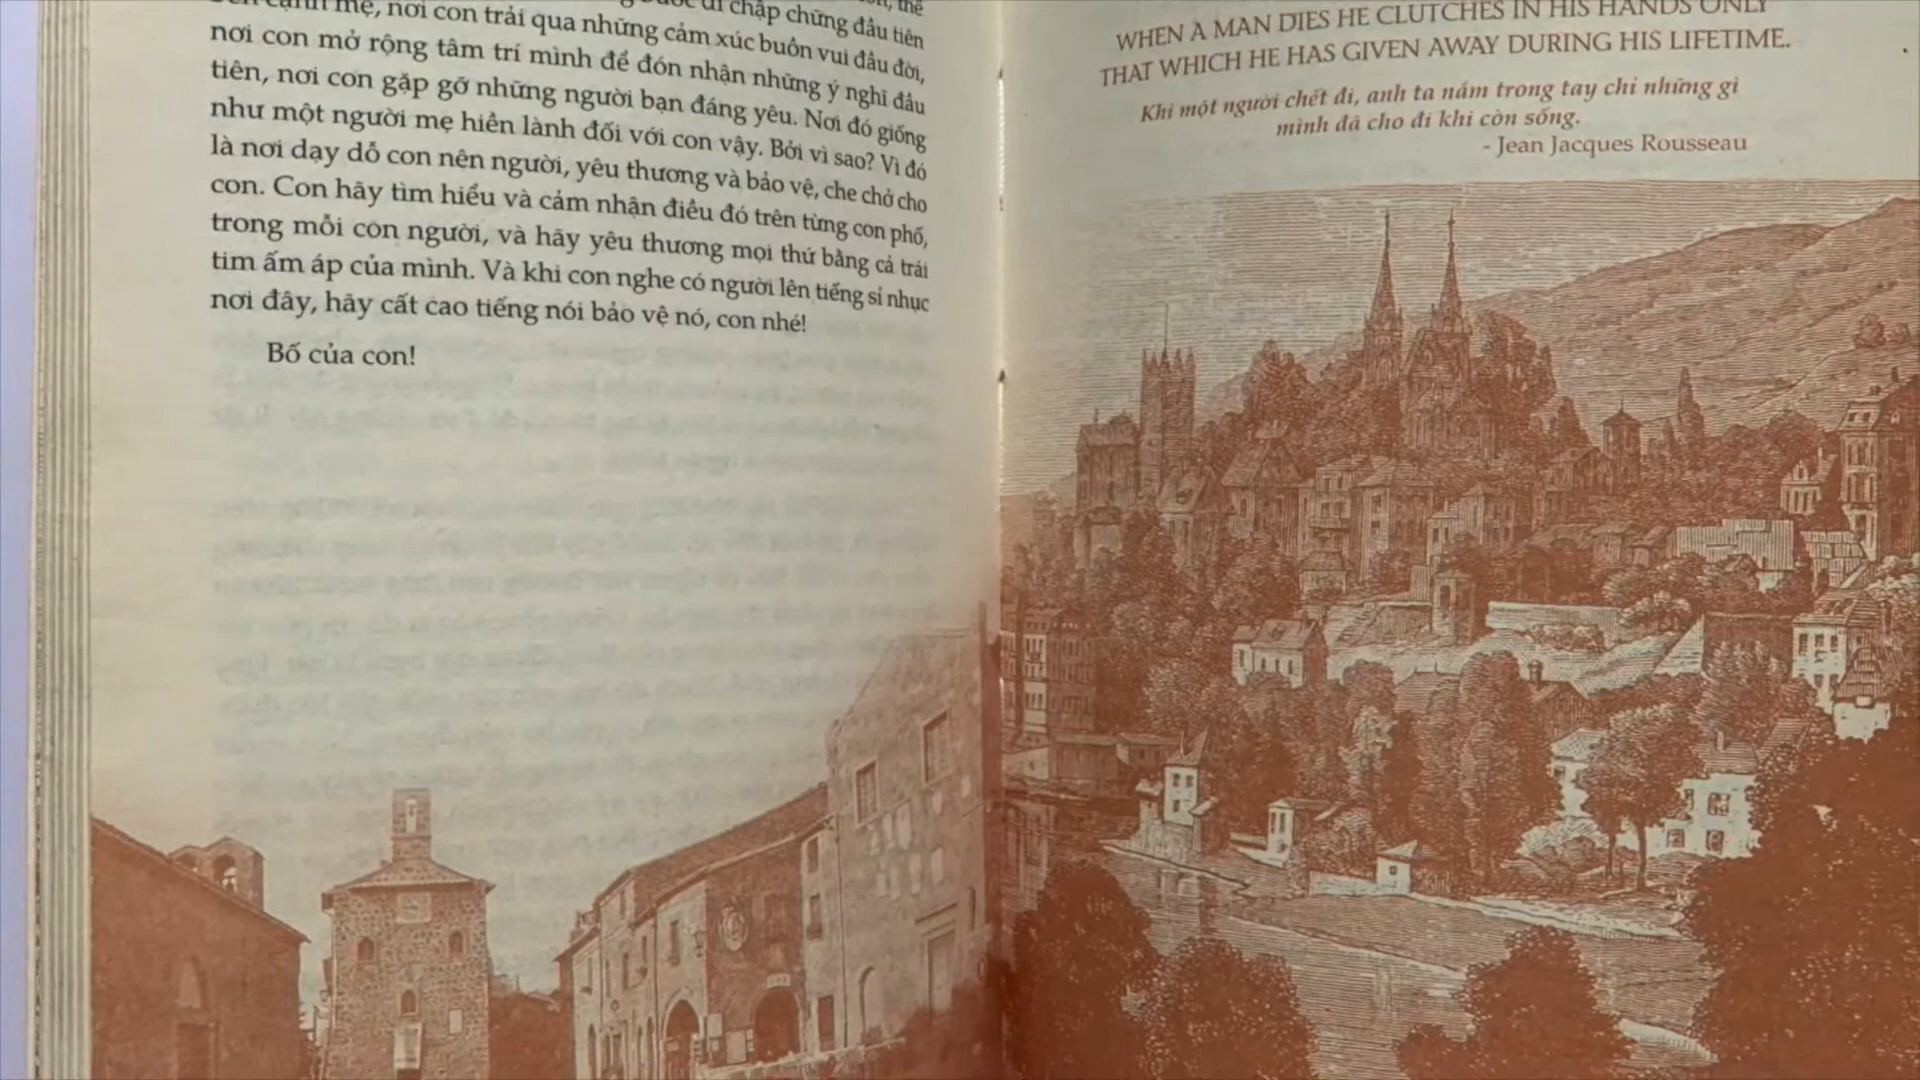 đi chập chững đầu tiên
mẹ, nơi con trải qua những cảm xúc buồn vui đầu đời,
nơi con mở rộng tâm trí mình để đón nhận những ý nghĩ đầu
tiên, nơi con gặp gỡ những người bạn đáng yêu. Nơi đó giống
như một người mẹ hiền lành đối với con vậy. Bởi vì sao? Vì đó
là nơi dạy dỗ con nên người, yêu thương và bảo vệ, che chở cho
con. Con hãy tìm hiểu và cảm nhận điều đó trên từng con phố,
trong mỗi con người, và hãy yêu thương mọi thứ bằng cả trái
tim ấm áp của mình. Và khi con nghe có người lên tiếng sỉ nhục
nơi đây, hãy cất cao tiếng nói bảo vệ nó, con nhé!
Bố của con!
WHEN A MAN DIES HE CLUTCHES IN HIS HANDS ONLY
THAT WHICH HE HAS GIVEN AWAY DURING HIS LIFETIME.
Khi một người chết đi, anh ta nắm trong tay chỉ những gì
mình đã cho đi khi còn sống.
- Jean Jacques Rousseau